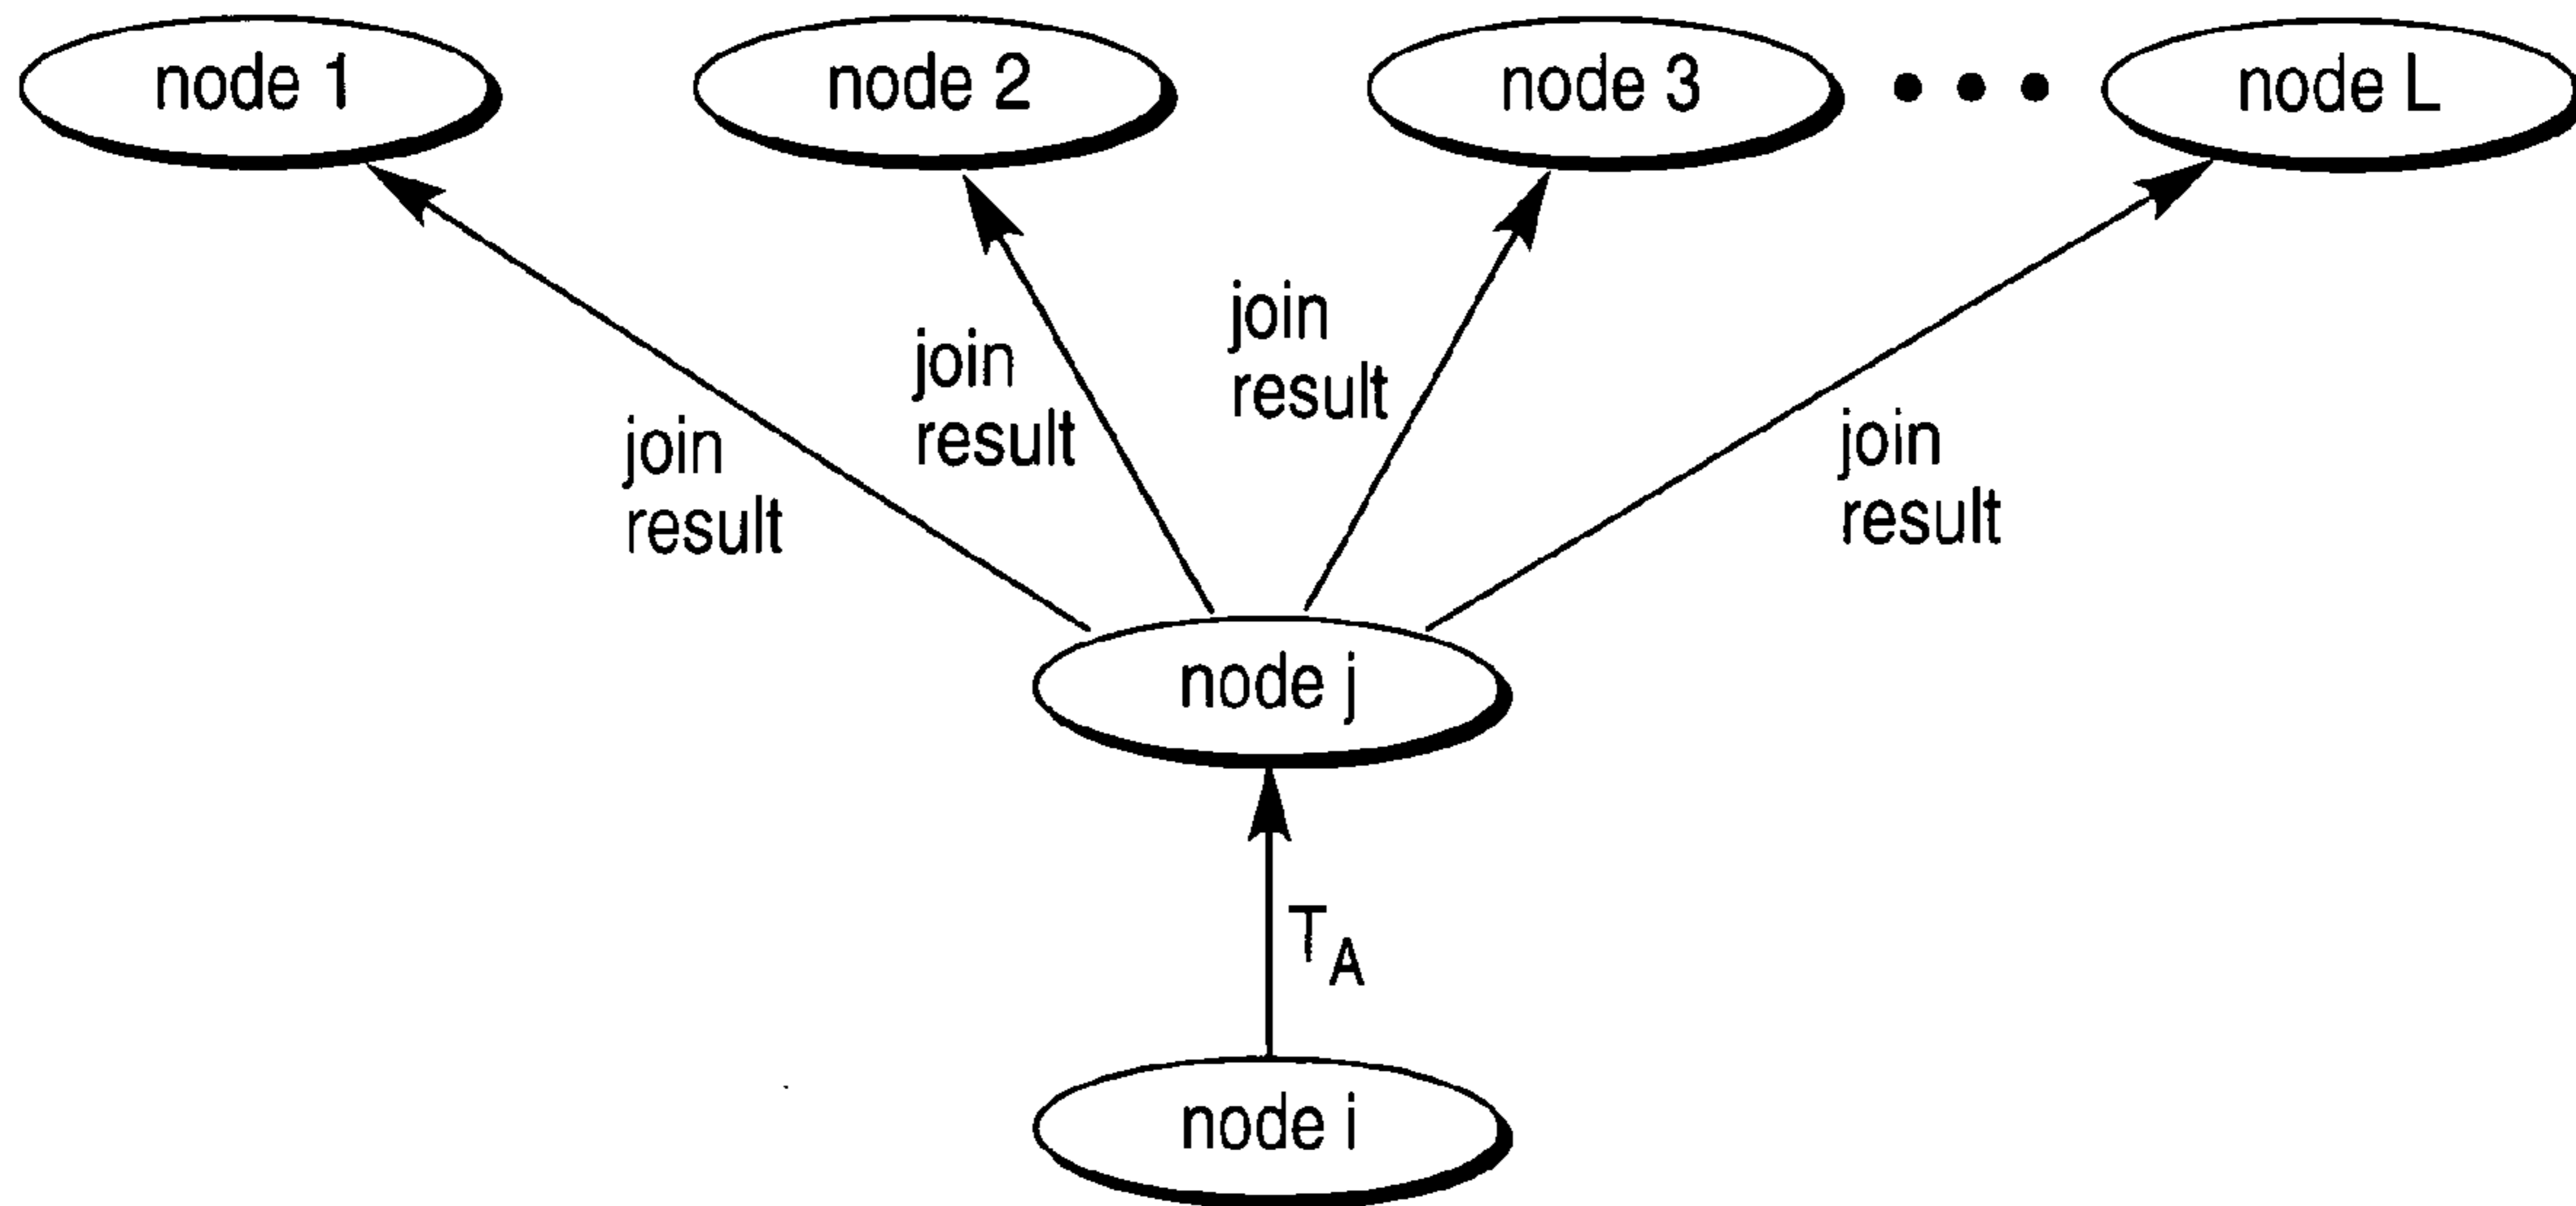 node 1
node 2
node 3
node L
join
result
join
result
join
result
join
result
node j
T_A
node i